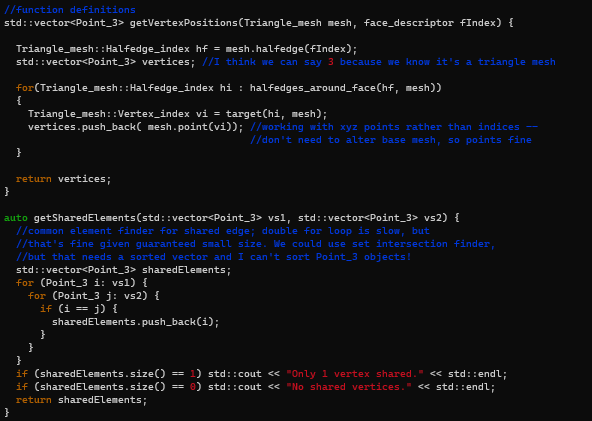 //function definitions
std::vector<Point_3> getVertexPositions(Triangle_mesh mesh, face_descriptor fIndex) {

  Triangle_mesh::Halfedge_index hf = mesh.halfedge(fIndex);
  std::vector<Point_3> vertices; //I think we can say 3 because we know it's a triangle mesh

  for(Triangle_mesh::Halfedge_index hi : halfedges_around_face(hf, mesh))
  {
    Triangle_mesh::Vertex_index vi = target(hi, mesh);
    vertices.push_back( mesh.point(vi)); //working with xyz points rather than indices --
                                         //don't need to alter base mesh, so points fine
  }

  return vertices;
}

auto getSharedElements(std::vector<Point_3> vs1, std::vector<Point_3> vs2) {
  //common element finder for shared edge; double for loop is slow, but
  //that's fine given guaranteed small size. We could use set intersection finder,
  //but that needs a sorted vector and I can't sort Point_3 objects!
  std::vector<Point_3> sharedElements;
  for (Point_3 i: vs1) {
    for (Point_3 j: vs2) {
      if (i == j) {
        sharedElements.push_back(i);
      }
    }
  }
  if (sharedElements.size() == 1) std::cout << "Only 1 vertex shared." << std::endl;
  if (sharedElements.size() == 0) std::cout << "No shared vertices." << std::endl;
  return sharedElements;
}